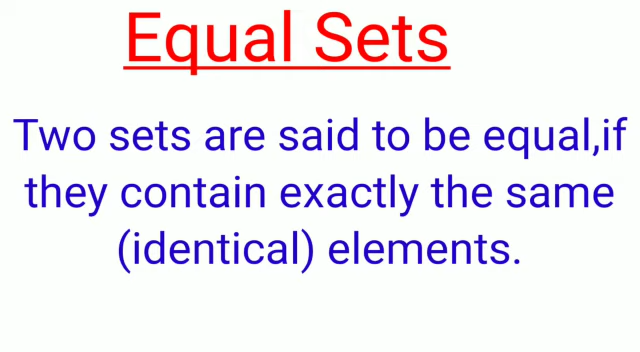 Equal Sets
Two sets are said to be equal,if
they contain exactly the same
(identical) elements.